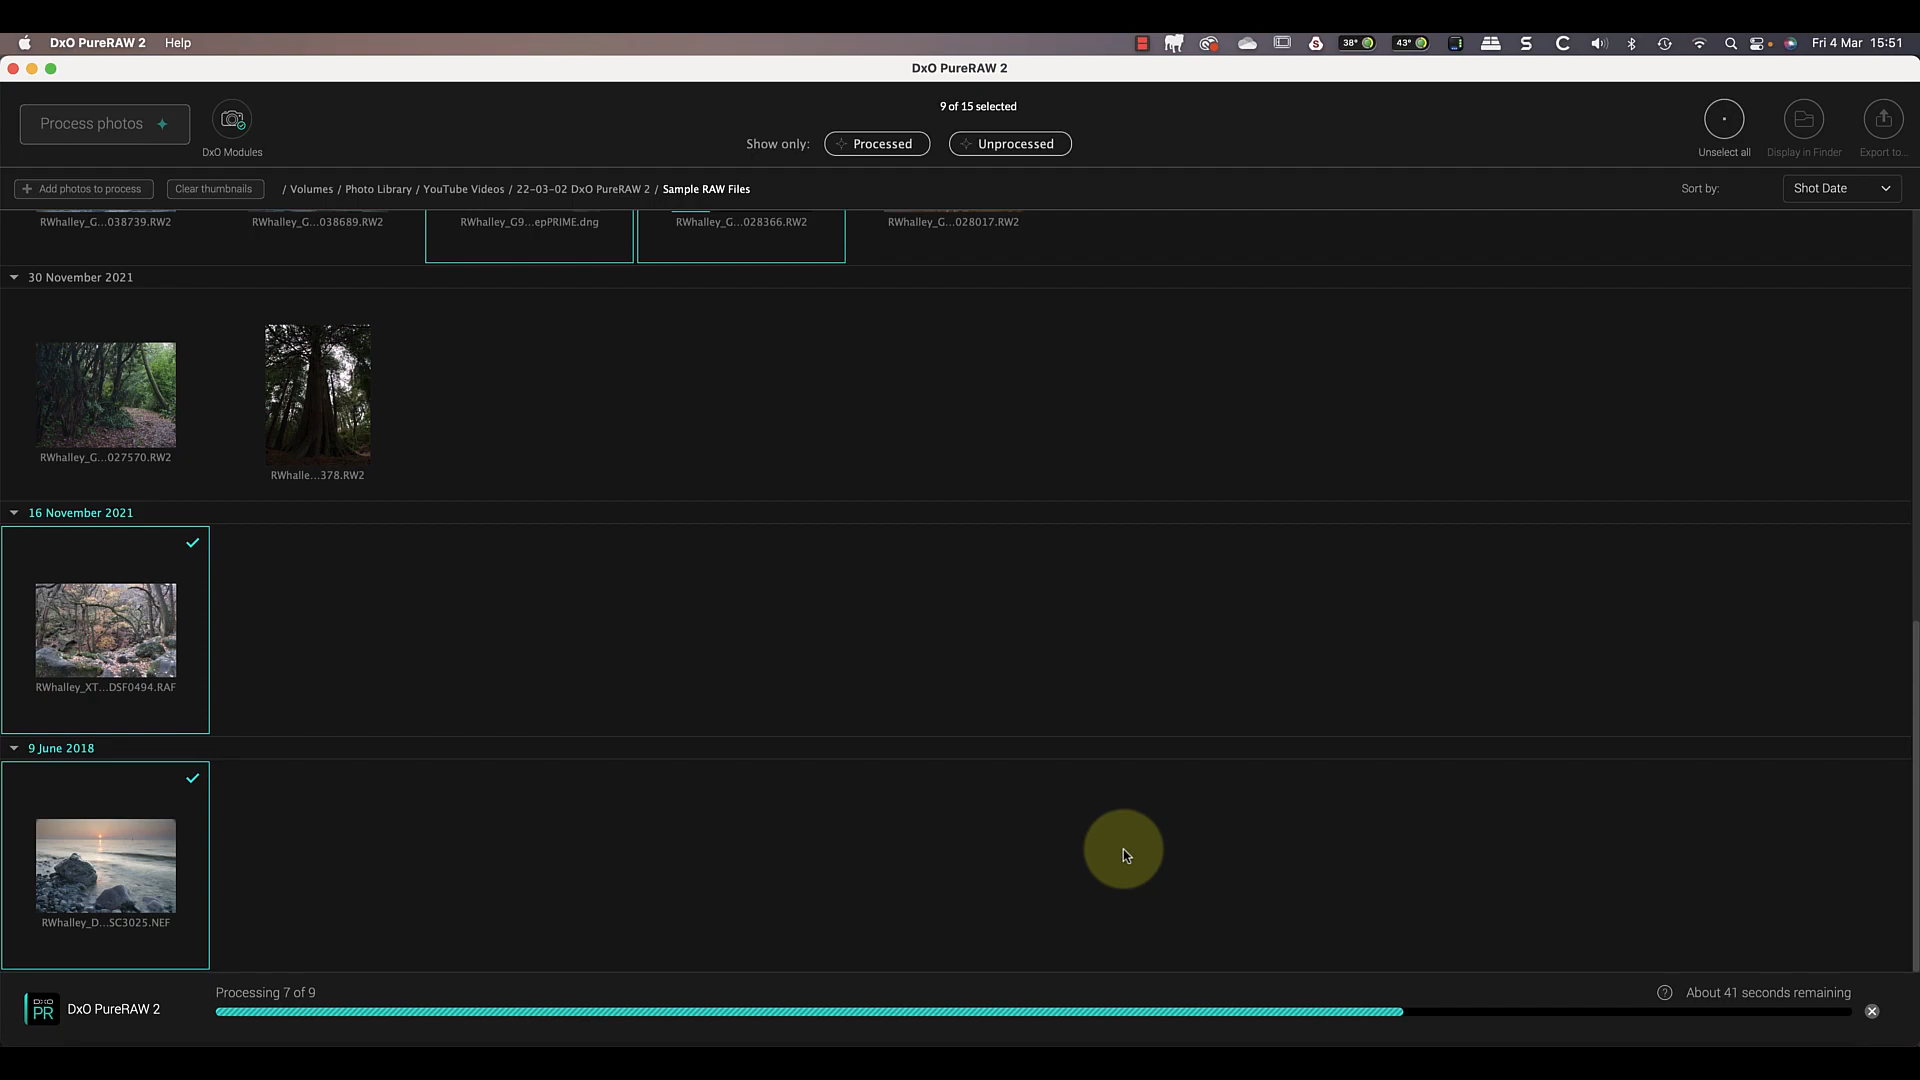 DxO PureRAW 2 Help
38° 43° Fri 4 Mar 15:51
DxO PureRAW 2
Process photos
DxO Modules
9 of 15 selected
Show only: Processed Unprocessed
Unselect all Display in Finder Export to...
Add photos to process Clear thumbnails / Volumes / Photo Library / YouTube Videos / 22-03-02 DxO PureRAW 2 / Sample RAW Files Sort by: Shot Date
RWhalley_G...038739.RW2 RWhalley_G...038689.RW2 RWhalley_G9...epPRIME.dng RWhalley_G...028366.RW2 RWhalley_G...028017.RW2
30 November 2021
RWhalley_G...027570.RW2
RWhalle...378.RW2
16 November 2021
RWhalley_XT...DSF0494.RAF
9 June 2018
RWhalley_D...SC3025.NEF
DxO PR DxO PureRAW 2
Processing 7 of 9 ? About 41 seconds remaining